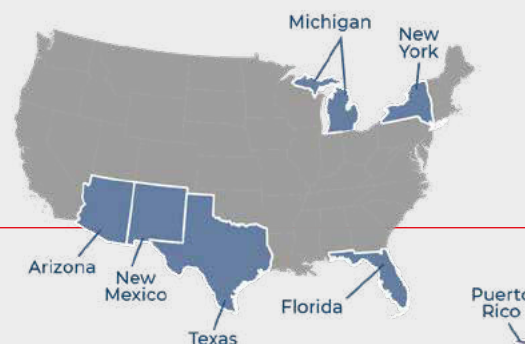 Michigan
New
York
Arizona
New
Mexico
Texas
Florida
Puerto
Rico